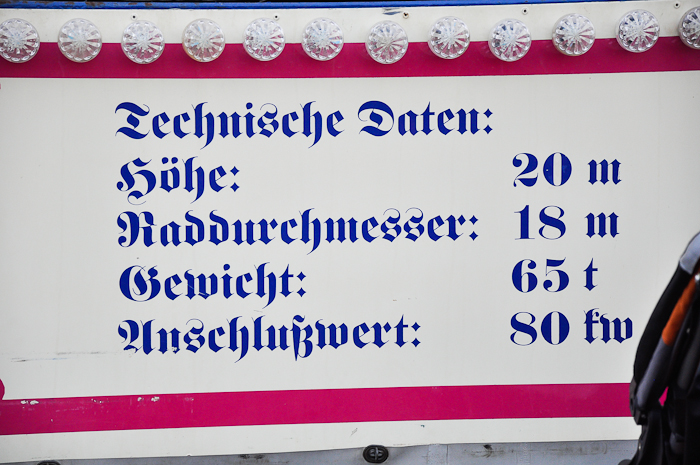 Technische Daten:
Höhe: 20 m
Raddurchmesser: 18 m
Gewicht: 65 t
Anschlußwert: 80 kw